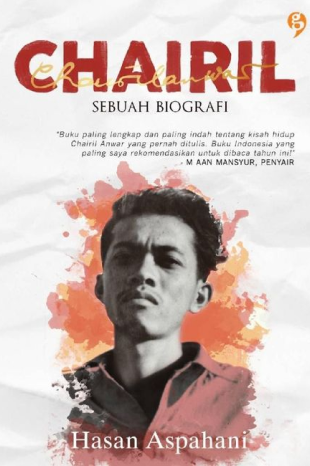 CHAIRIL
Chairil Anwar
SEBUAH BIOGRAFI
"Buku paling lengkap dan paling indah tentang kisah hidup
Chairil Anwar yang pernah ditulis. Buku Indonesia yang
paling saya rekomendasikan untuk dibaca tahun ini!"
- M AAN MANSYUR, PENYAIR
Hasan Aspahani